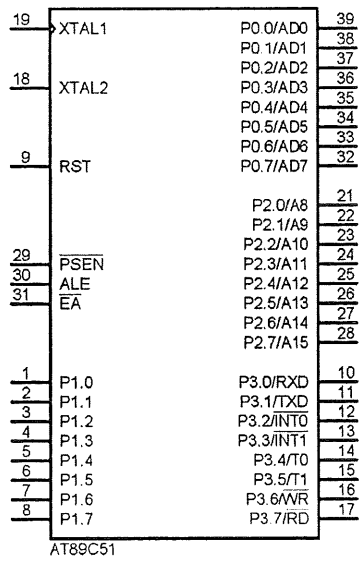 19 XTAL1 P0.0/AD0 39
P0.1/AD1 38
P0.2/AD2 37
18 XTAL2 P0.3/AD3 36
P0.4/AD4 35
P0.5/AD5 34
P0.6/AD6 33
9 RST P0.7/AD7 32
P2.0/A8 21
P2.1/A9 22
P2.2/A10 23
29 PSEN P2.3/A11 24
30 ALE P2.4/A12 25
31 EA P2.5/A13 26
P2.6/A14 27
P2.7/A15 28
1 P1.0 P3.0/RXD 10
2 P1.1 P3.1/TXD 11
3 P1.2 P3.2/INT0 12
4 P1.3 P3.3/INT1 13
5 P1.4 P3.4/T0 14
6 P1.5 P3.5/T1 15
7 P1.6 P3.6/WR 16
8 P1.7 P3.7/RD 17
AT89C51